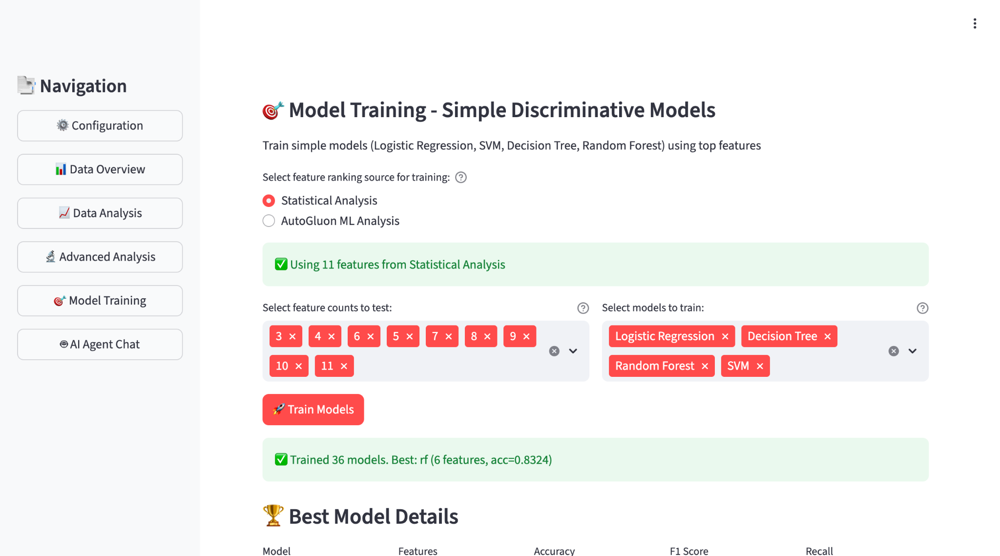 Navigation
Configuration
Data Overview
Data Analysis
Advanced Analysis
Model Training
AI Agent Chat
Model Training - Simple Discriminative Models
Train simple models (Logistic Regression, SVM, Decision Tree, Random Forest) using top features
Select feature ranking source for training:
Statistical Analysis
AutoGluon ML Analysis
Using 11 features from Statistical Analysis
Select feature counts to test:
3 4 6 5 7 8 9
10 11
Select models to train:
Logistic Regression Decision Tree
Random Forest SVM
Train Models
Trained 36 models. Best: rf (6 features, acc=0.8324)
Best Model Details
Model Features Accuracy F1 Score Recall